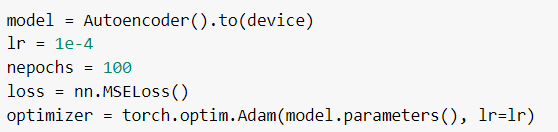 model = Autoencoder().to(device)
lr = 1e-4
nepochs = 100
loss = nn.MSELoss()
optimizer = torch.optim.Adam(model.parameters(), lr=lr)